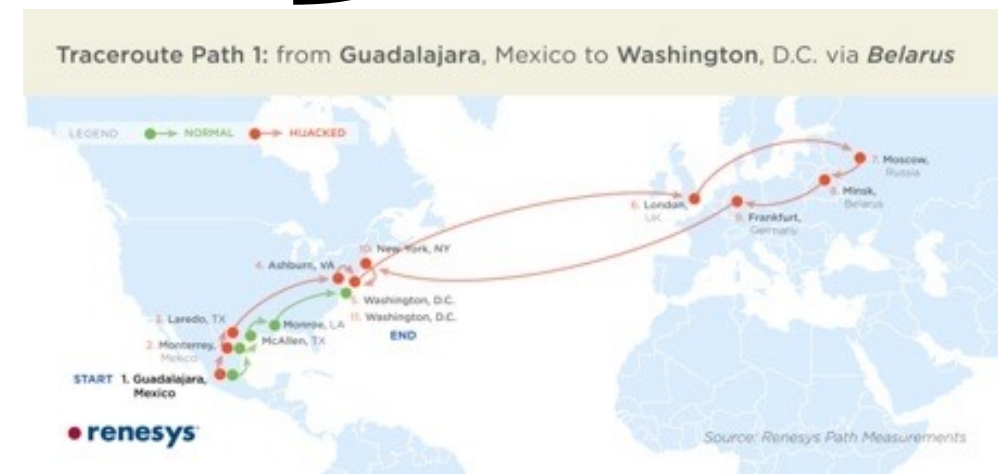 Traceroute Path 1: from Guadalajara, Mexico to Washington, D.C. via Belarus
LEGEND NORMAL HIJACKED
7. Moscow,
Russia
8. Minsk,
Belarus
6. London,
UK
9. Frankfurt,
Germany
10. New York, NY
4. Ashburn, VA
5. Washington, D.C.
11. Washington, D.C.
END
3. Laredo, TX
Monroe, LA
McAllen, TX
2. Monterrey,
Mexico
START 1. Guadalajara,
Mexico
renesys
Source: Renesys Path Measurements